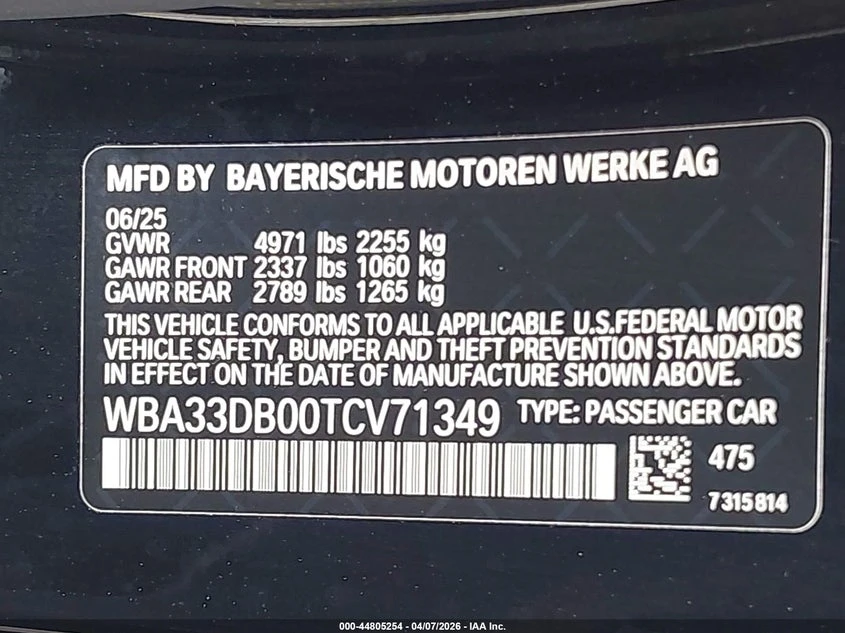 MFD BY BAYERISCHE MOTOREN WERKE AG
06/25
GVWR 4971 lbs 2255 kg
GAWR FRONT 2337 lbs 1060 kg
GAWR REAR 2789 lbs 1265 kg
THIS VEHICLE CONFORMS TO ALL APPLICABLE U.S.FEDERAL MOTOR
VEHICLE SAFETY, BUMPER AND THEFT PREVENTION STANDARDS
IN EFFECT ON THE DATE OF MANUFACTURE SHOWN ABOVE.
WBA33DB00TCV71349 TYPE: PASSENGER CAR
475
7315814
000-44805254 - 04/07/2026 - IAA Inc.